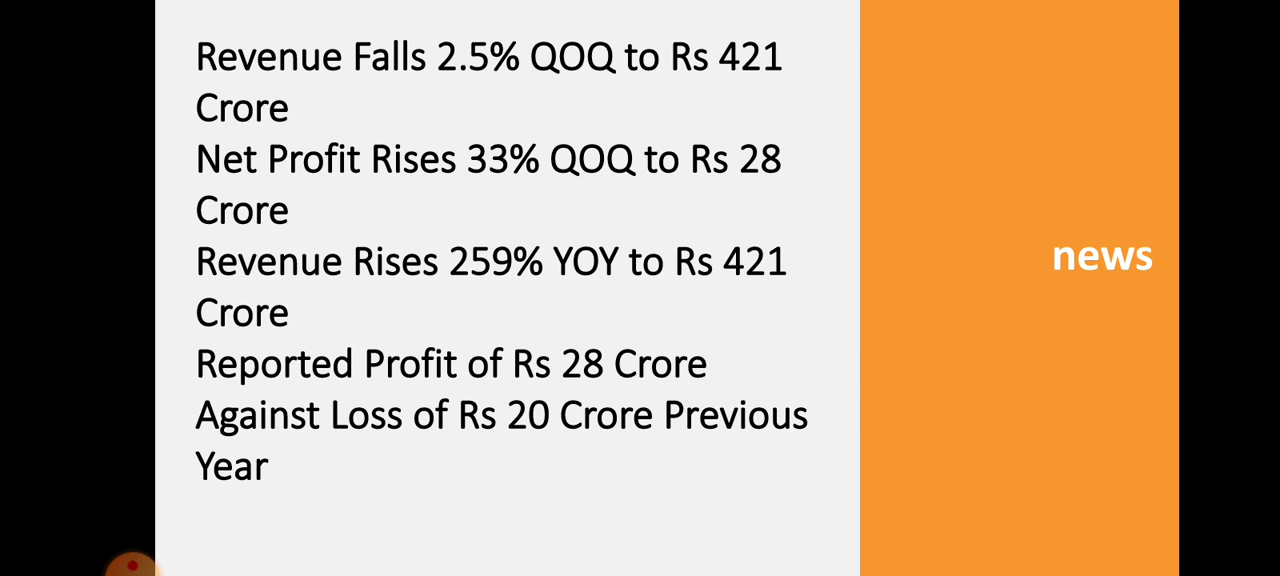 Revenue Falls 2.5% QOQ to Rs 421
Crore
Net Profit Rises 33% QOQ to Rs 28
Crore
Revenue Rises 259% YOY to Rs 421
Crore
Reported Profit of Rs 28 Crore
Against Loss of Rs 20 Crore Previous
Year
news